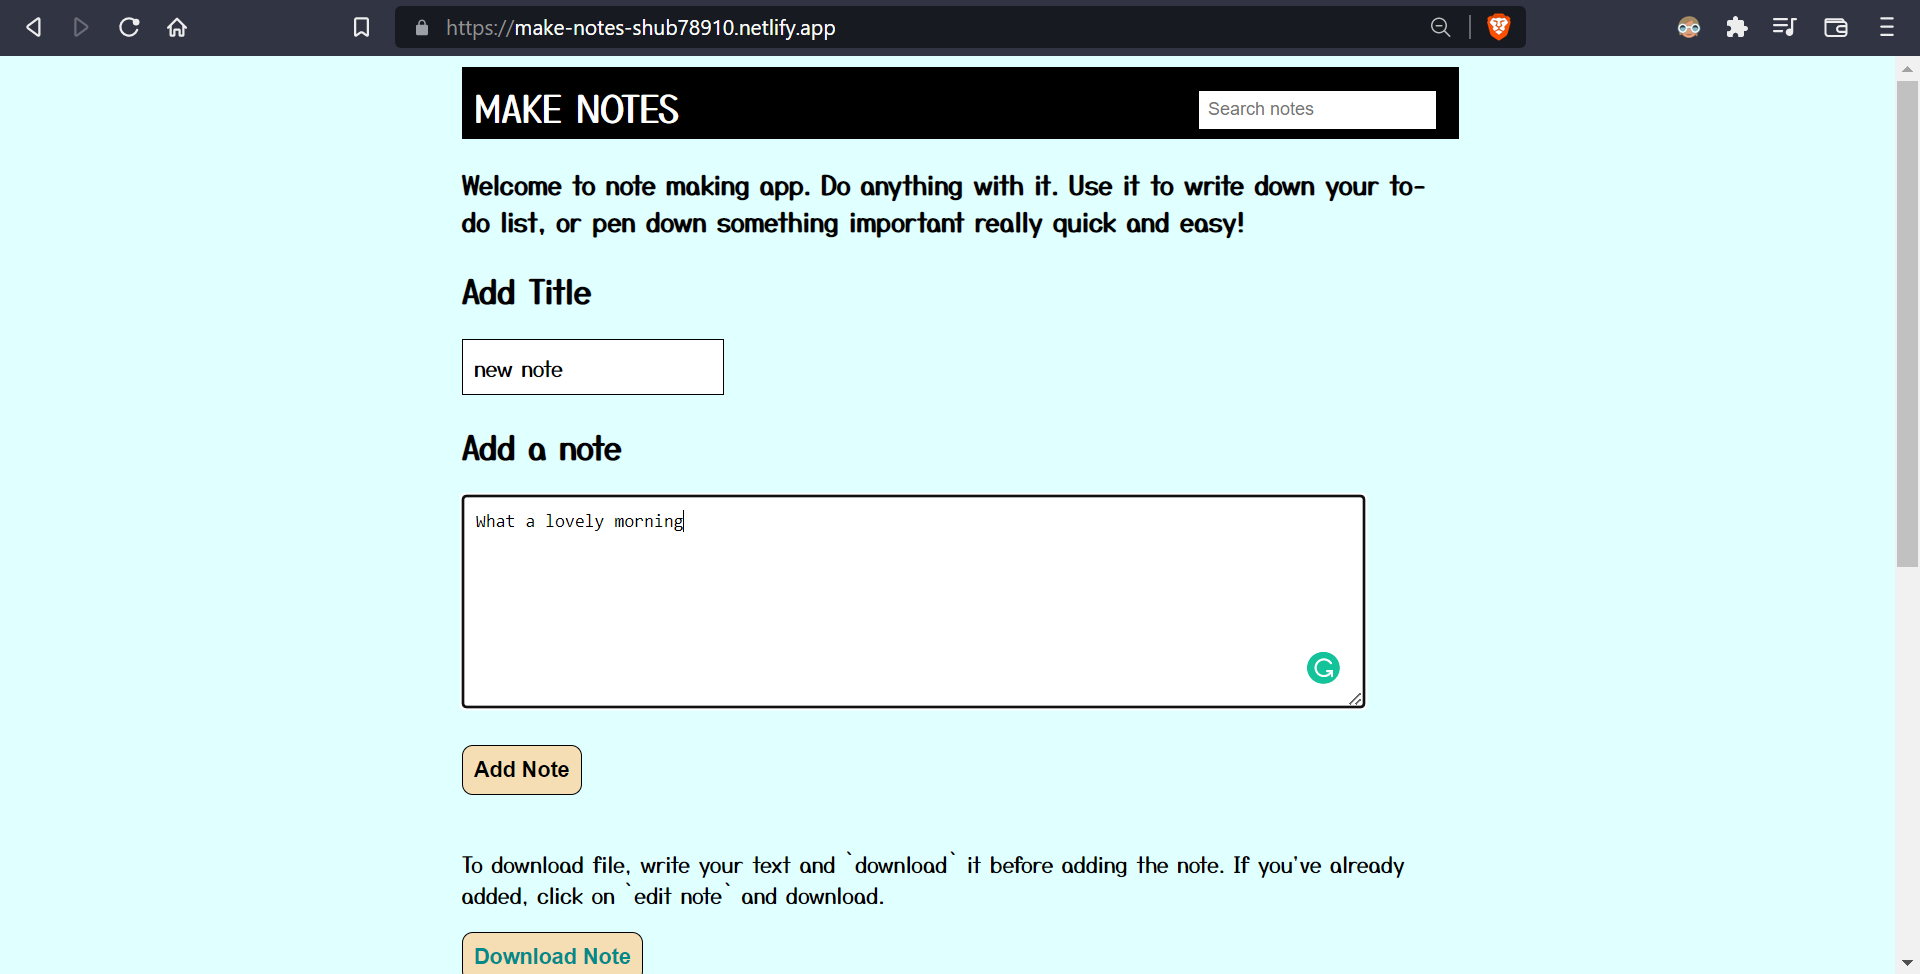 https://make-notes-shub78910.netlify.app
MAKE NOTES
Search notes
Welcome to note making app. Do anything with it. Use it to write down your to-
do list, or pen down something important really quick and easy!
Add Title
new note
Add a note
What a lovely morning
Add Note
To download file, write your text and `download` it before adding the note. If you've already
added, click on `edit note` and download.
Download Note